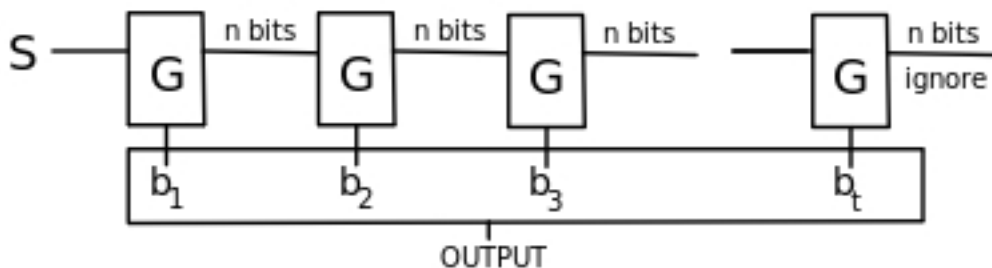 n bits n bits n bits n bits
S G G G G ignore
b1 b2 b3 bt
OUTPUT